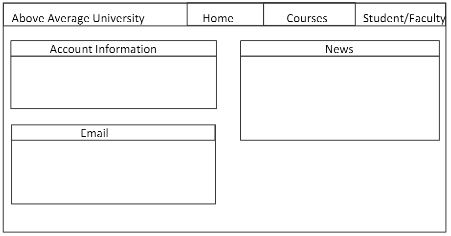 Above Average University Home Courses Student/Faculty
Account Information
News
Email